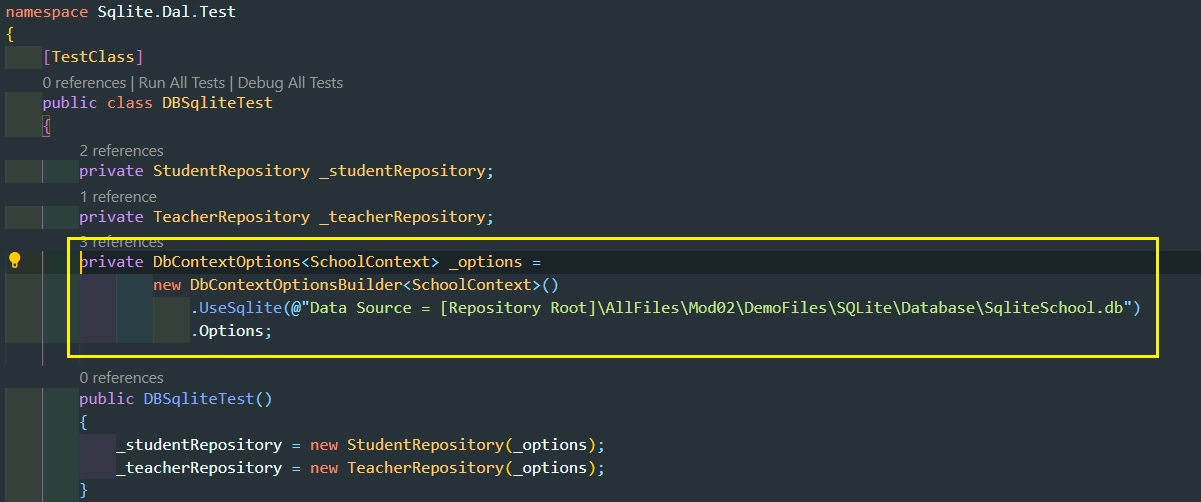 namespace Sqlite.Dal.Test
{
[TestClass]
0 references | Run All Tests | Debug All Tests
public class DBSqliteTest
{
2 references
private StudentRepository _studentRepository;
1 reference
private TeacherRepository _teacherRepository;
3 references
private DbContextOptions<SchoolContext> _options =
new DbContextOptionsBuilder<SchoolContext>()
.UseSqlite(@"Data Source = [Repository Root]\AllFiles\Mod02\DemoFiles\SQLite\Database\SqliteSchool.db")
.Options;
0 references
public DBSqliteTest()
{
_studentRepository = new StudentRepository(_options);
_teacherRepository = new TeacherRepository(_options);
}